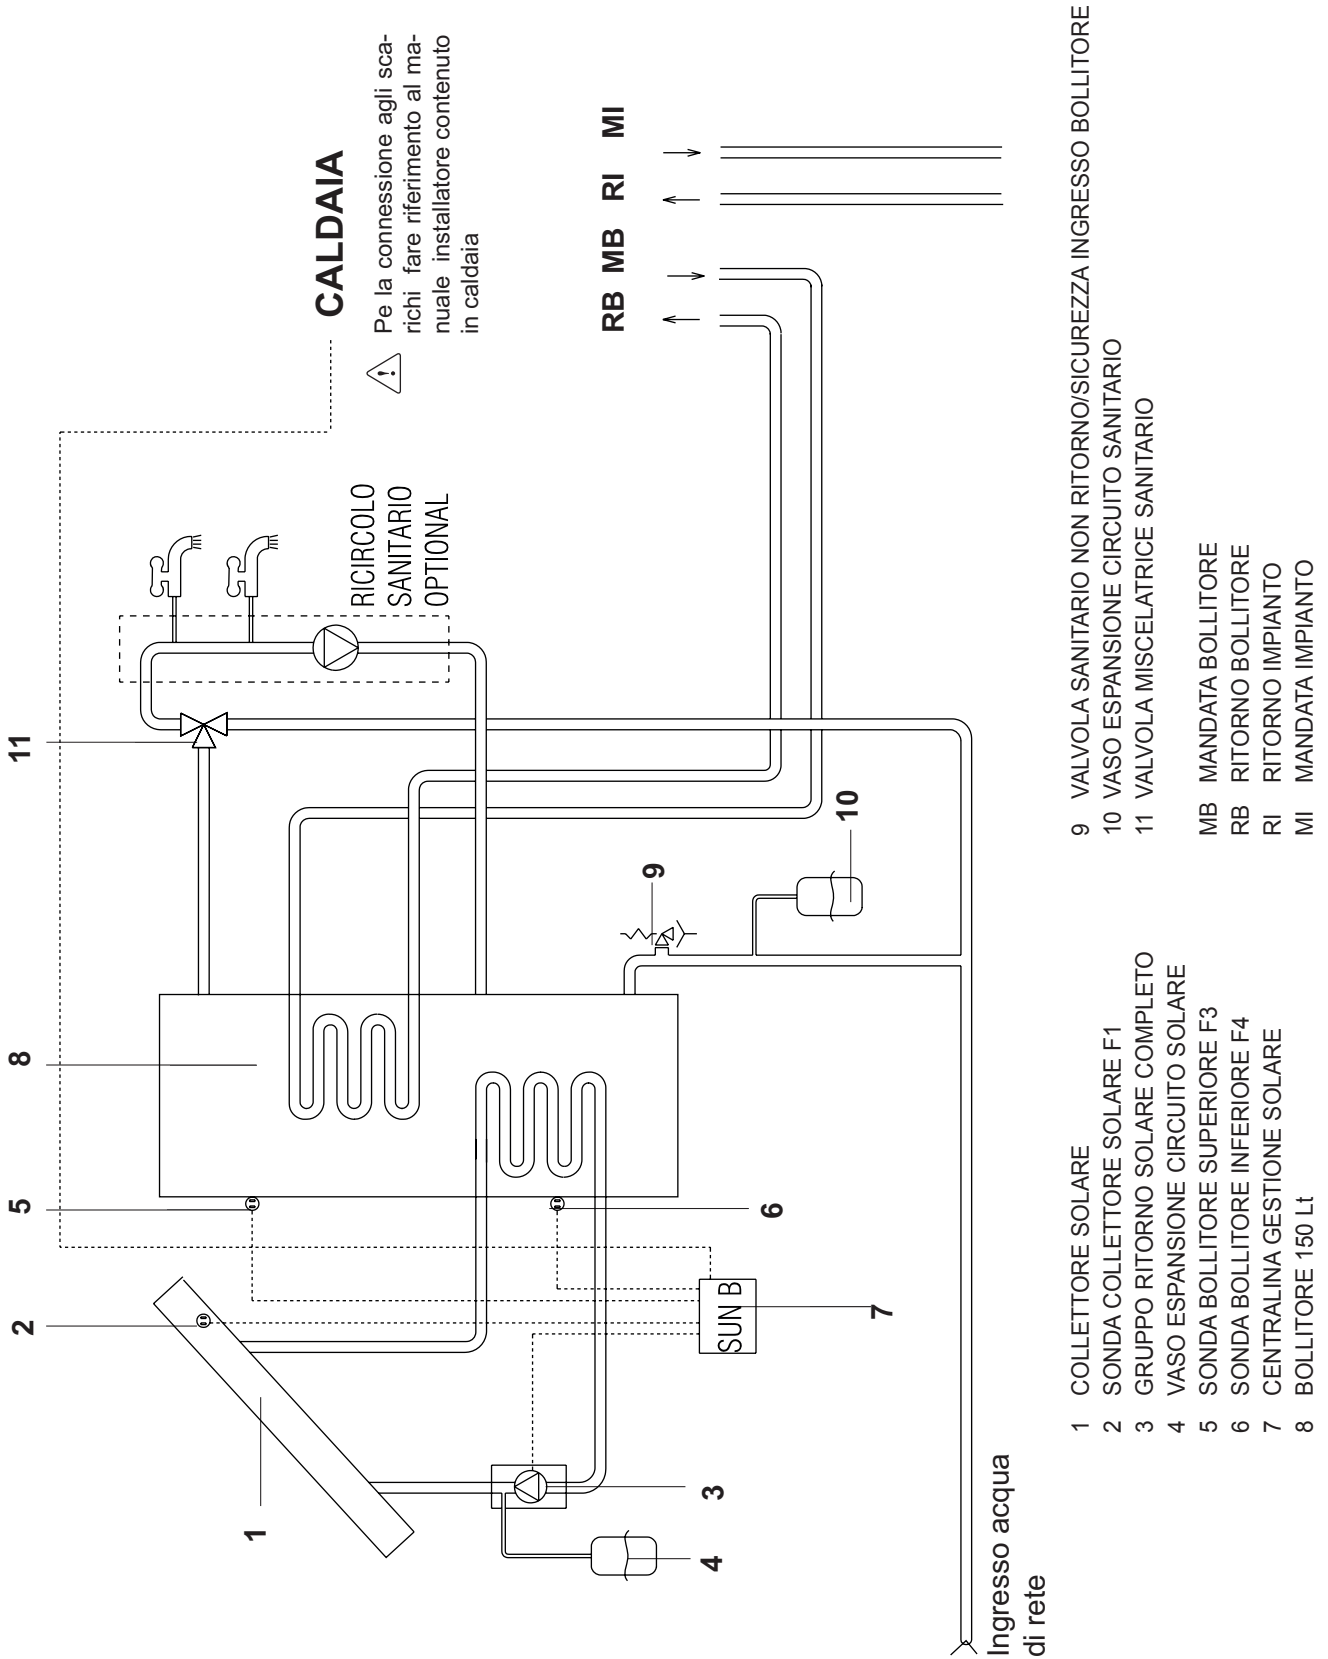 CALDAIA
Pe la connessione agli sca-
richi fare riferimento al ma-
nuale installatore contenuto
in caldaia
RB MB RI MI
RICIRCOLO
SANITARIO
OPTIONAL
11
8
5
2
1
3
4
6
7
9
10
SUN B
Ingresso acqua
di rete
1 COLLETTORE SOLARE
2 SONDA COLLETTORE SOLARE F1
3 GRUPPO RITORNO SOLARE COMPLETO
4 VASO ESPANSIONE CIRCUITO SOLARE
5 SONDA BOLLITORE SUPERIORE F3
6 SONDA BOLLITORE INFERIORE F4
7 CENTRALINA GESTIONE SOLARE
8 BOLLITORE 150 Lt
9 VALVOLA SANITARIO NON RITORNO/SICUREZZA INGRESSO BOLLITORE
10 VASO ESPANSIONE CIRCUITO SANITARIO
11 VALVOLA MISCELATRICE SANITARIO
MB MANDATA BOLLITORE
RB RITORNO BOLLITORE
RI RITORNO IMPIANTO
MI MANDATA IMPIANTO